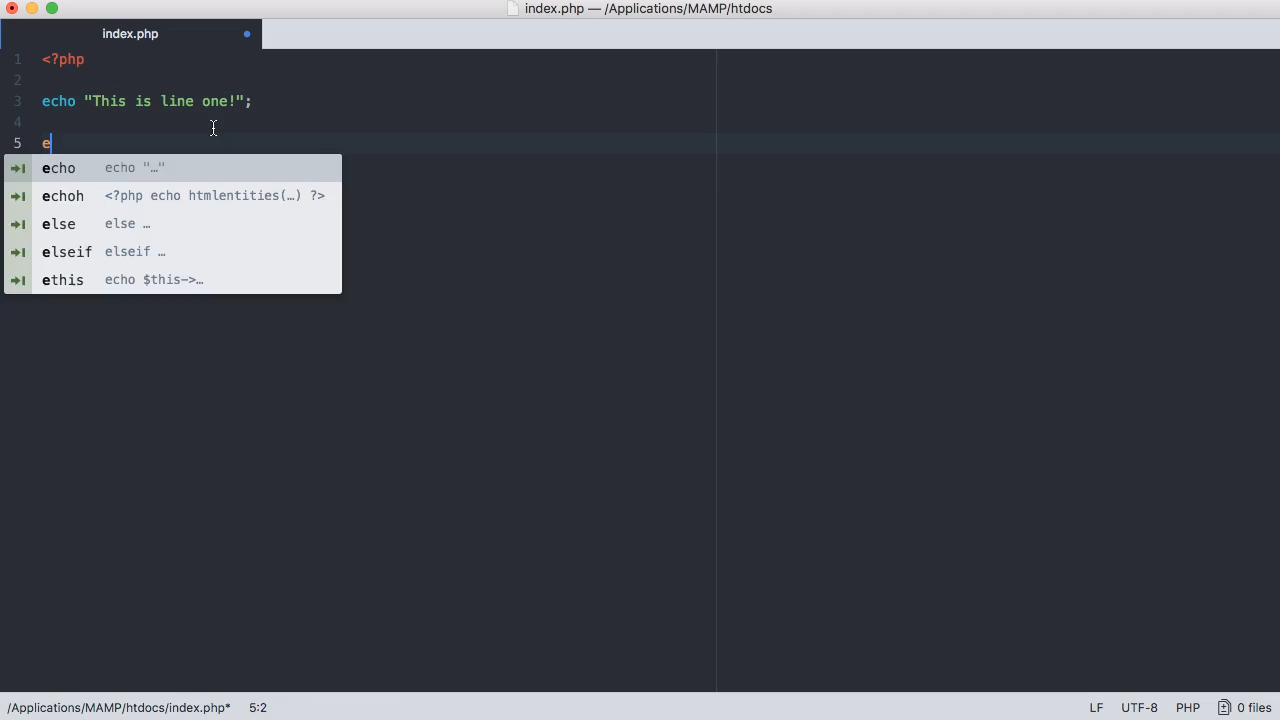 index.php — /Applications/MAMP/htdocs
index.php
1 <?php
2
3 echo "This is line one!";
4
5 e
echo echo "…"
echoh <?php echo htmlentities(…) ?>
else else …
elseif elseif …
ethis echo $this->…
/Applications/MAMP/htdocs/index.php* 5:2 LF UTF-8 PHP 0 files